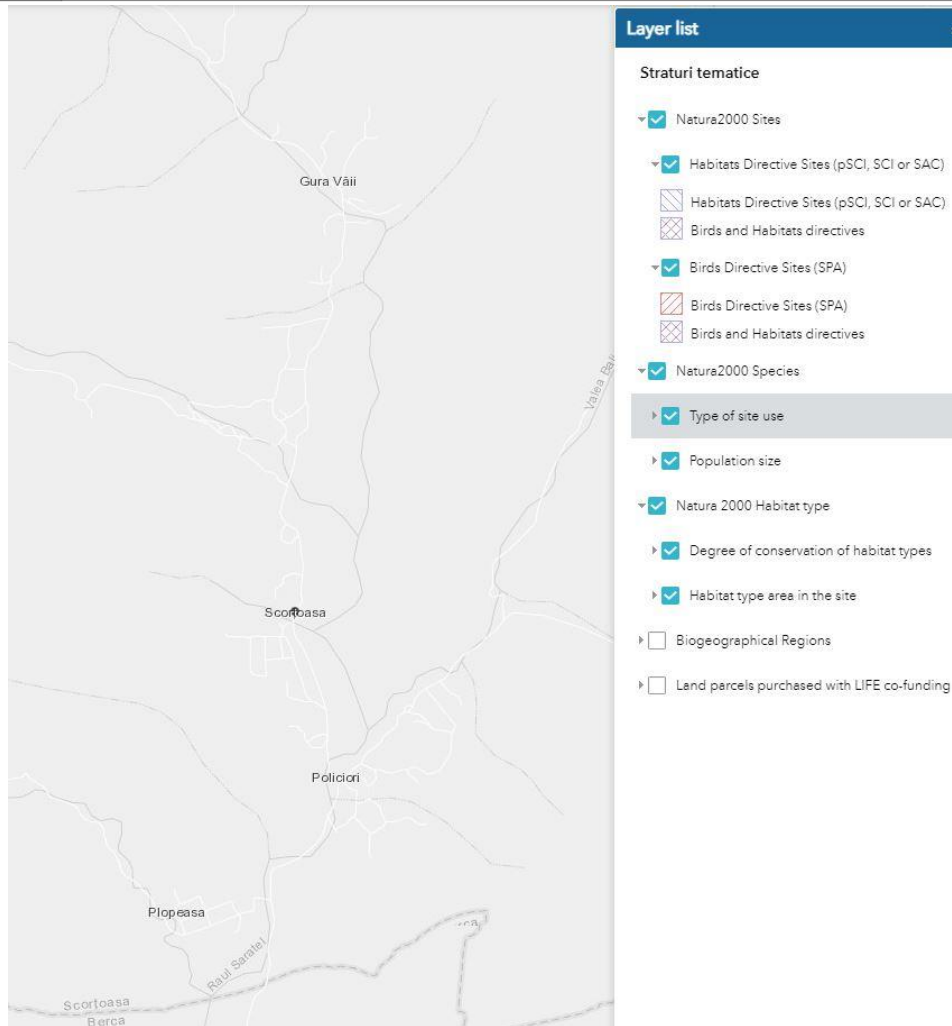 Layer list
Straturi tematice
Natura2000 Sites
Habitats Directive Sites (pSCI, SCI or SAC)
Habitats Directive Sites (pSCI, SCI or SAC)
Birds and Habitats directives
Birds Directive Sites (SPA)
Birds Directive Sites (SPA)
Birds and Habitats directives
Natura2000 Species
Type of site use
Population size
Natura 2000 Habitat type
Degree of conservation of habitat types
Habitat type area in the site
Biogeographical Regions
Land parcels purchased with LIFE co-funding
Gura Văii
Valea
Scorțoasa
Policiori
Plopeasa
Raul Saratel
Scortoasa
Berca